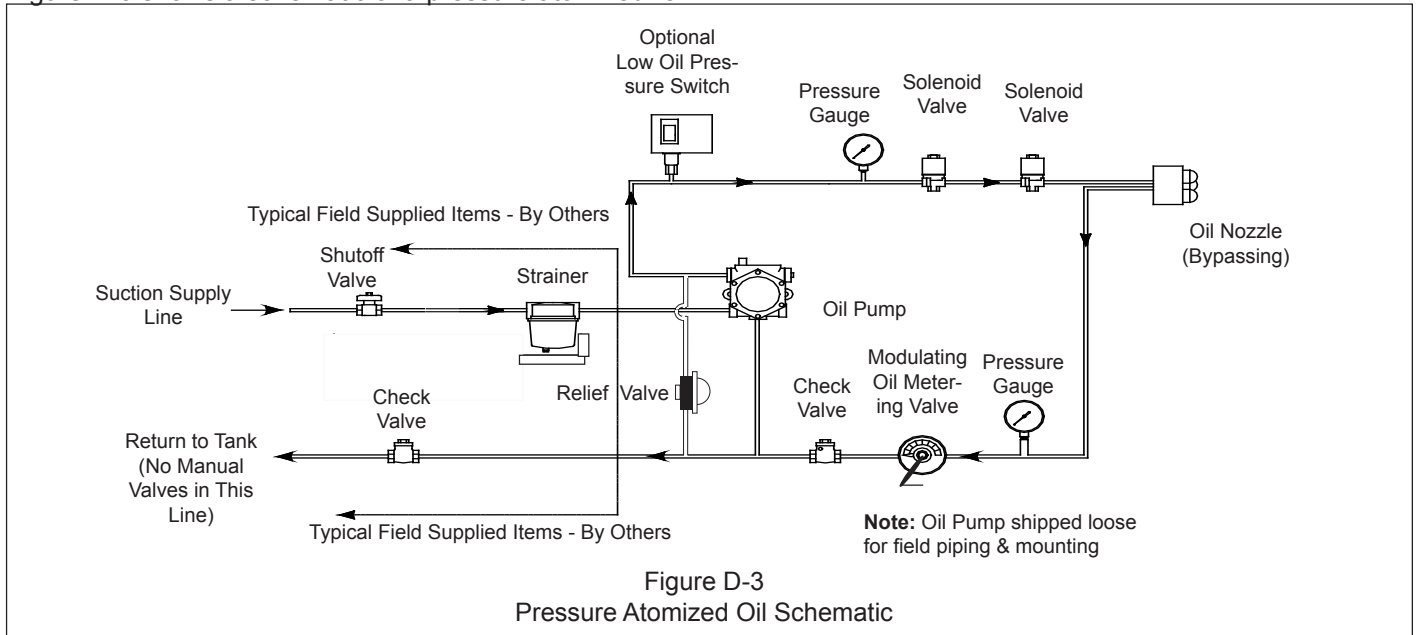 Optional
Low Oil Pres-
sure Switch
Pressure
Gauge
Solenoid
Valve
Solenoid
Valve
Typical Field Supplied Items - By Others
Shutoff
Valve
Strainer
Suction Supply
Line
Oil Nozzle
(Bypassing)
Oil Pump
Relief Valve
Check
Valve
Modulating
Oil Meter-
ing Valve
Pressure
Gauge
Check
Valve
Return to Tank
(No Manual
Valves in This
Line)
Typical Field Supplied Items - By Others
Note: Oil Pump shipped loose
for field piping & mounting
Figure D-3
Pressure Atomized Oil Schematic